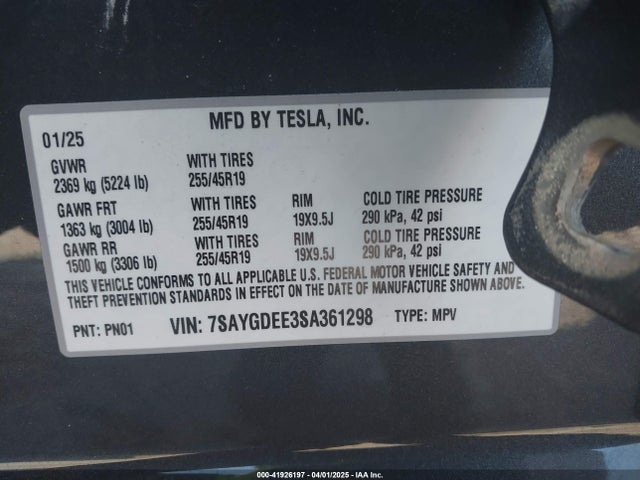 MFD BY TESLA, INC.
01/25
GVWR WITH TIRES
2369 kg (5224 lb) 255/45R19
GAWR FRT WITH TIRES RIM COLD TIRE PRESSURE
1363 kg (3004 lb) 255/45R19 19X9.5J 290 kPa, 42 psi
GAWR RR WITH TIRES RIM COLD TIRE PRESSURE
1500 kg (3306 lb) 255/45R19 19X9.5J 290 kPa, 42 psi
THIS VEHICLE CONFORMS TO ALL APPLICABLE U.S. FEDERAL MOTOR VEHICLE SAFETY AND
THEFT PREVENTION STANDARDS IN EFFECT ON THE DATE OF MANUFACTURE SHOWN ABOVE.
PNT: PN01 VIN: 7SAYGDEE3SA361298 TYPE: MPV
000-41926197 - 04/01/2025 - IAA Inc.